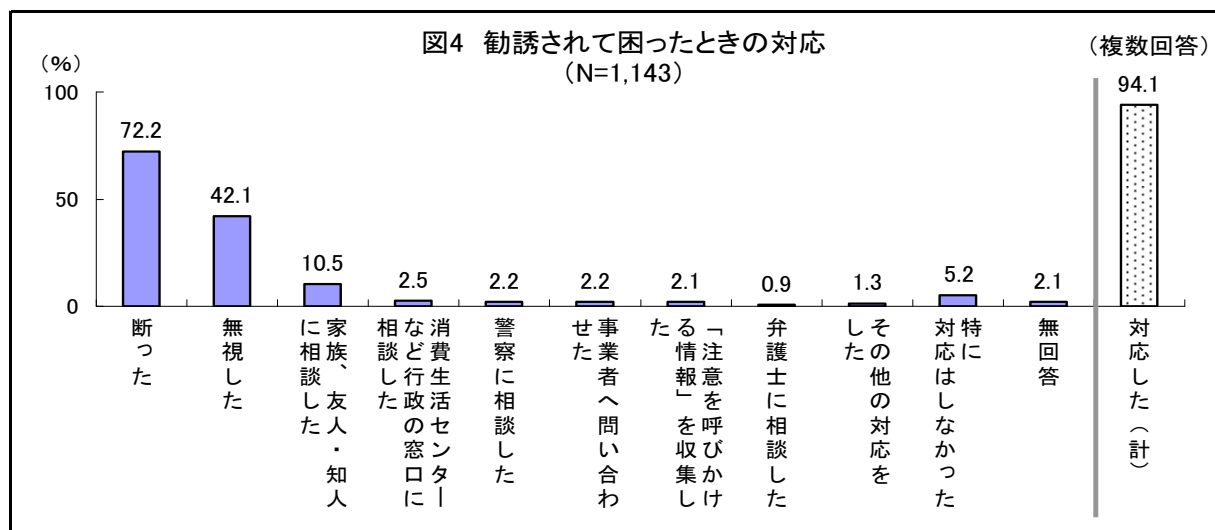 図4 勧誘されて困ったときの対応
(N=1,143)
(複数回答)
(%)
100
50
0
72.2
42.1
10.5
2.5
2.2
2.2
2.1
0.9
1.3
5.2
2.1
94.1
断った
無視した
家族、友人・知人
に相談した
消費生活センター
など行政の窓口に
相談した
警察に相談した
事業者へ問い合わ
せた
「注意を呼びかけ
る情報」を収集し
た
弁護士に相談した
その他の対応を
した
特に
対応はしなかった
無回答
対応した(計)